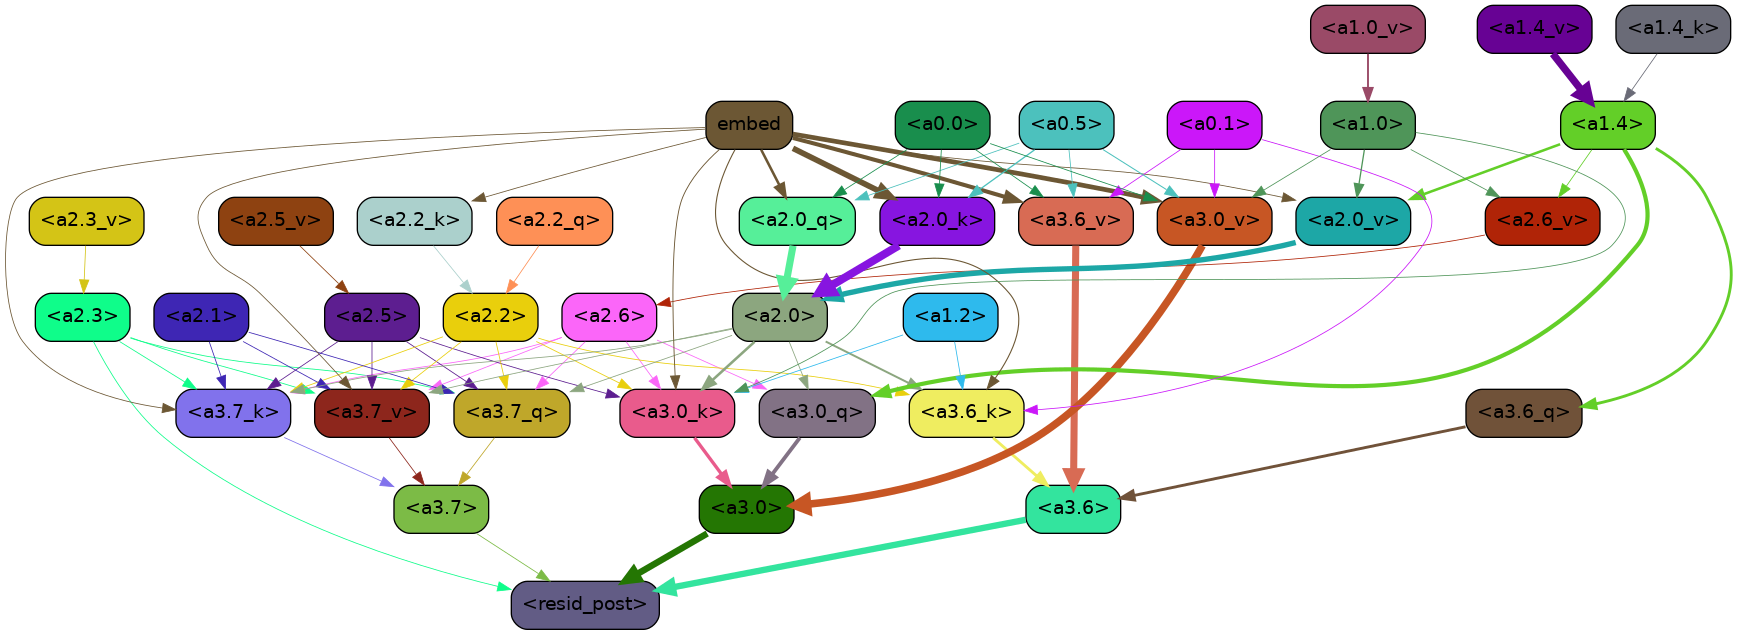 <a1.0_v> <a1.4_v> <a1.4_k>
embed <a0.0> <a0.5> <a0.1> <a1.0> <a1.4>
<a2.3_v> <a2.5_v> <a2.2_k> <a2.2_q> <a2.0_q> <a2.0_k> <a3.6_v> <a3.0_v> <a2.0_v> <a2.6_v>
<a2.3> <a2.1> <a2.5> <a2.2> <a2.6> <a2.0> <a1.2>
<a3.7_k> <a3.7_v> <a3.7_q> <a3.0_k> <a3.0_q> <a3.6_k> <a3.6_q>
<a3.7> <a3.0> <a3.6>
<resid_post>